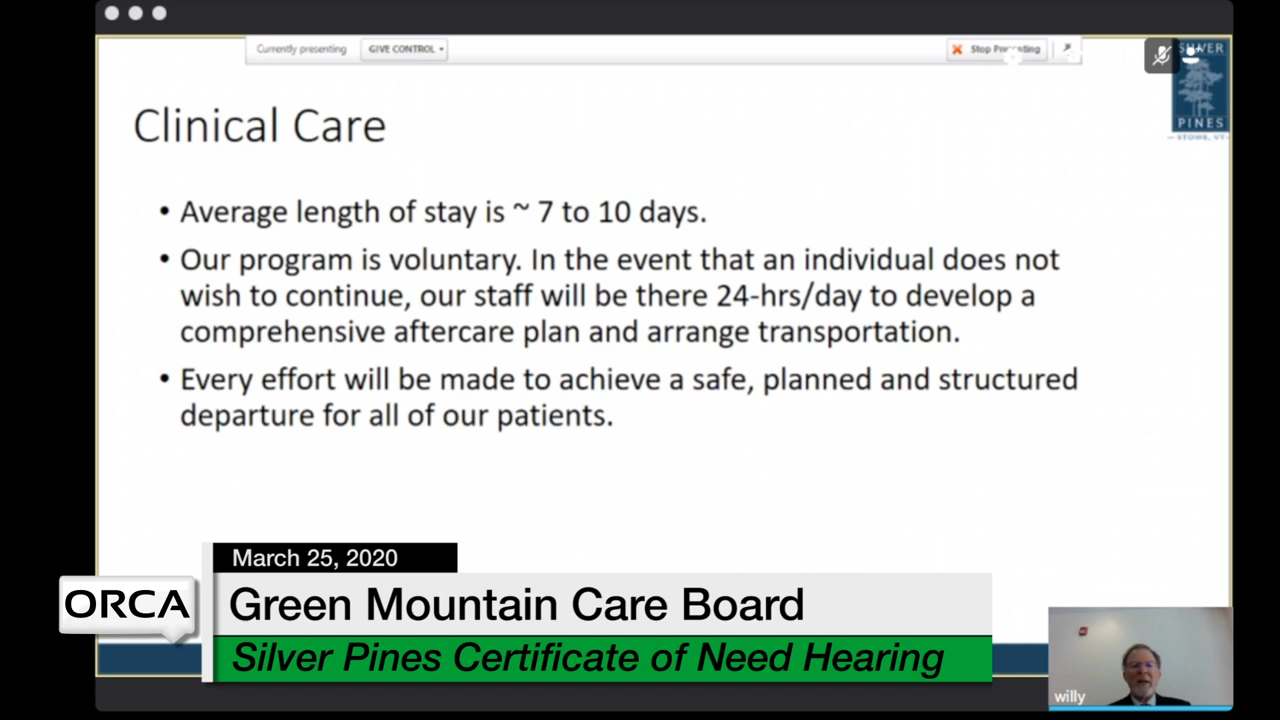 Currently presenting
GIVE CONTROL
Stop Presenting
SILVER
PINES
STOWE, VT
Clinical Care
• Average length of stay is ~ 7 to 10 days.
• Our program is voluntary. In the event that an individual does not
wish to continue, our staff will be there 24-hrs/day to develop a
comprehensive aftercare plan and arrange transportation.
• Every effort will be made to achieve a safe, planned and structured
departure for all of our patients.
March 25, 2020
ORCA
Green Mountain Care Board
Silver Pines Certificate of Need Hearing
willy